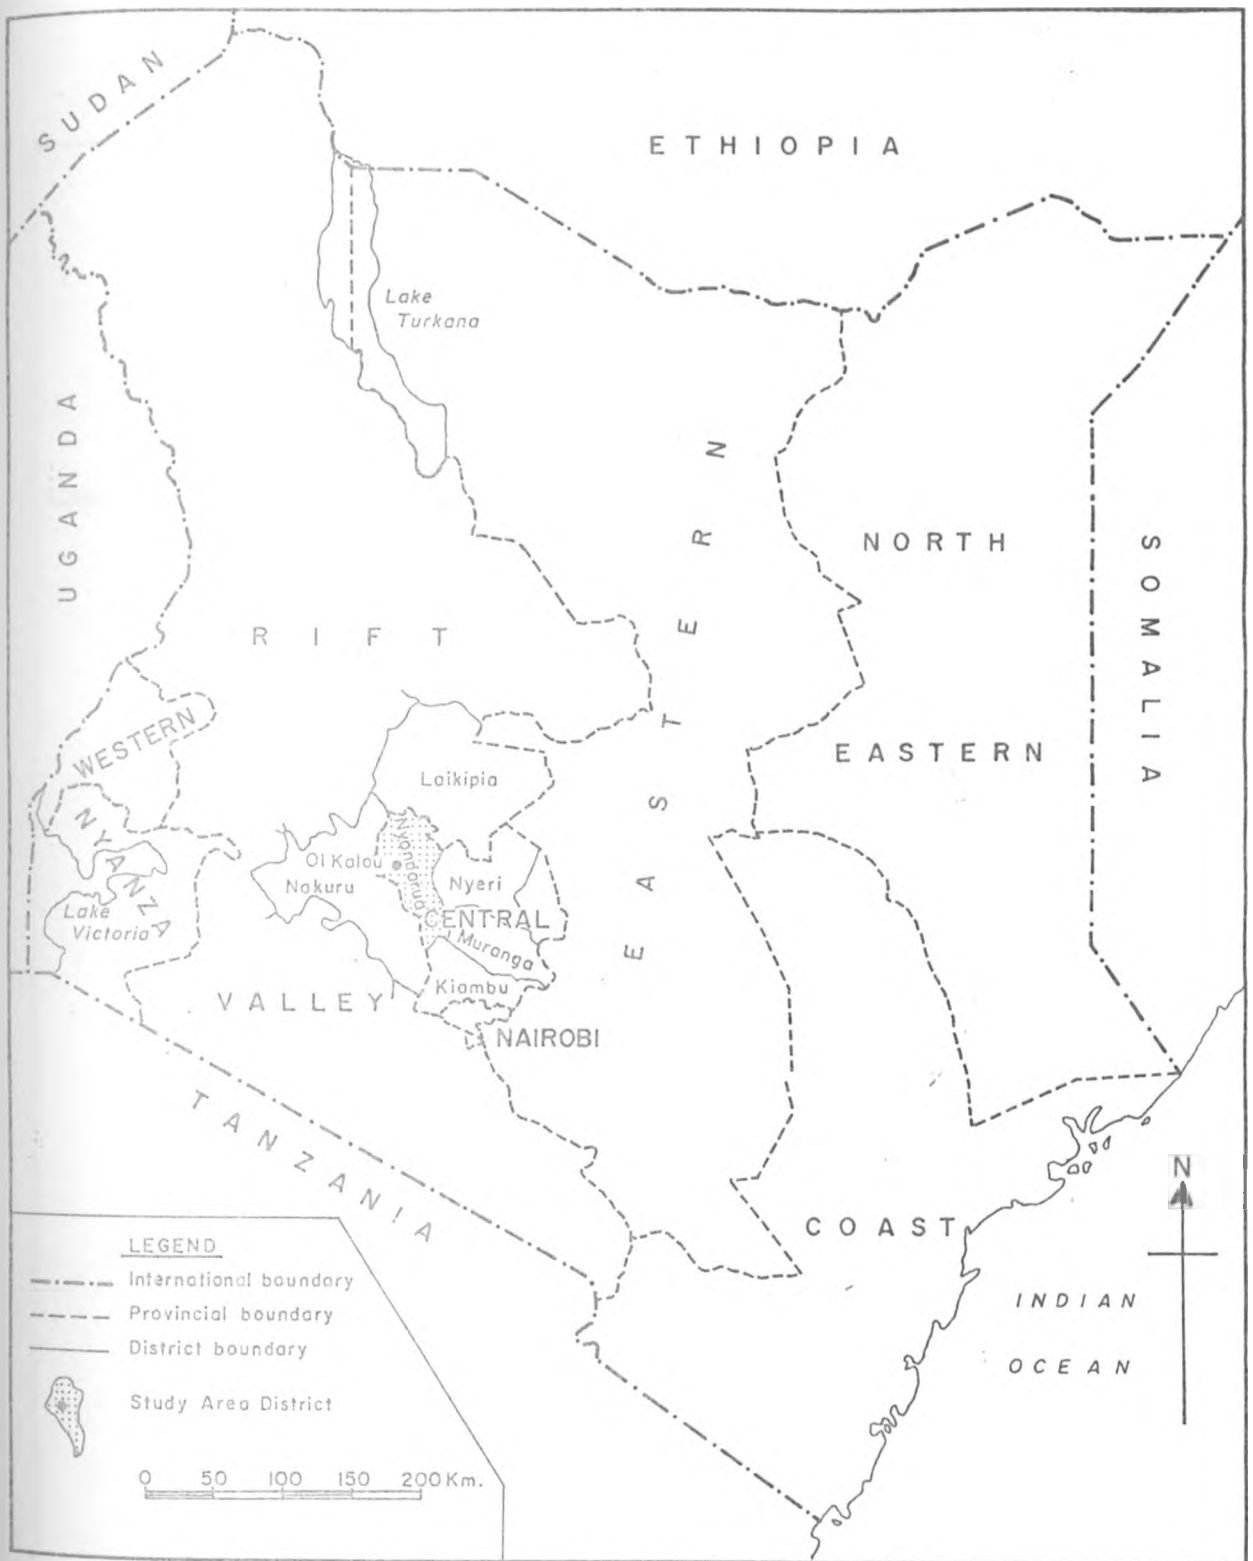 SUDAN
ETHIOPIA
Lake
Turkana
UGANDA
EASTERN
NORTH
SOMALIA
RIFT
WESTERN
EASTERN
Laikipia
NYANZA
Nyandarua
Ol Kalou
Nakuru
Nyeri
Lake
Victoria
CENTRAL
Muranga
Kiambu
VALLEY
NAIROBI
TANZANIA
N
COAST
LEGEND
International boundary
Provincial boundary
District boundary
Study Area District
INDIAN
OCEAN
0 50 100 150 200 Km.